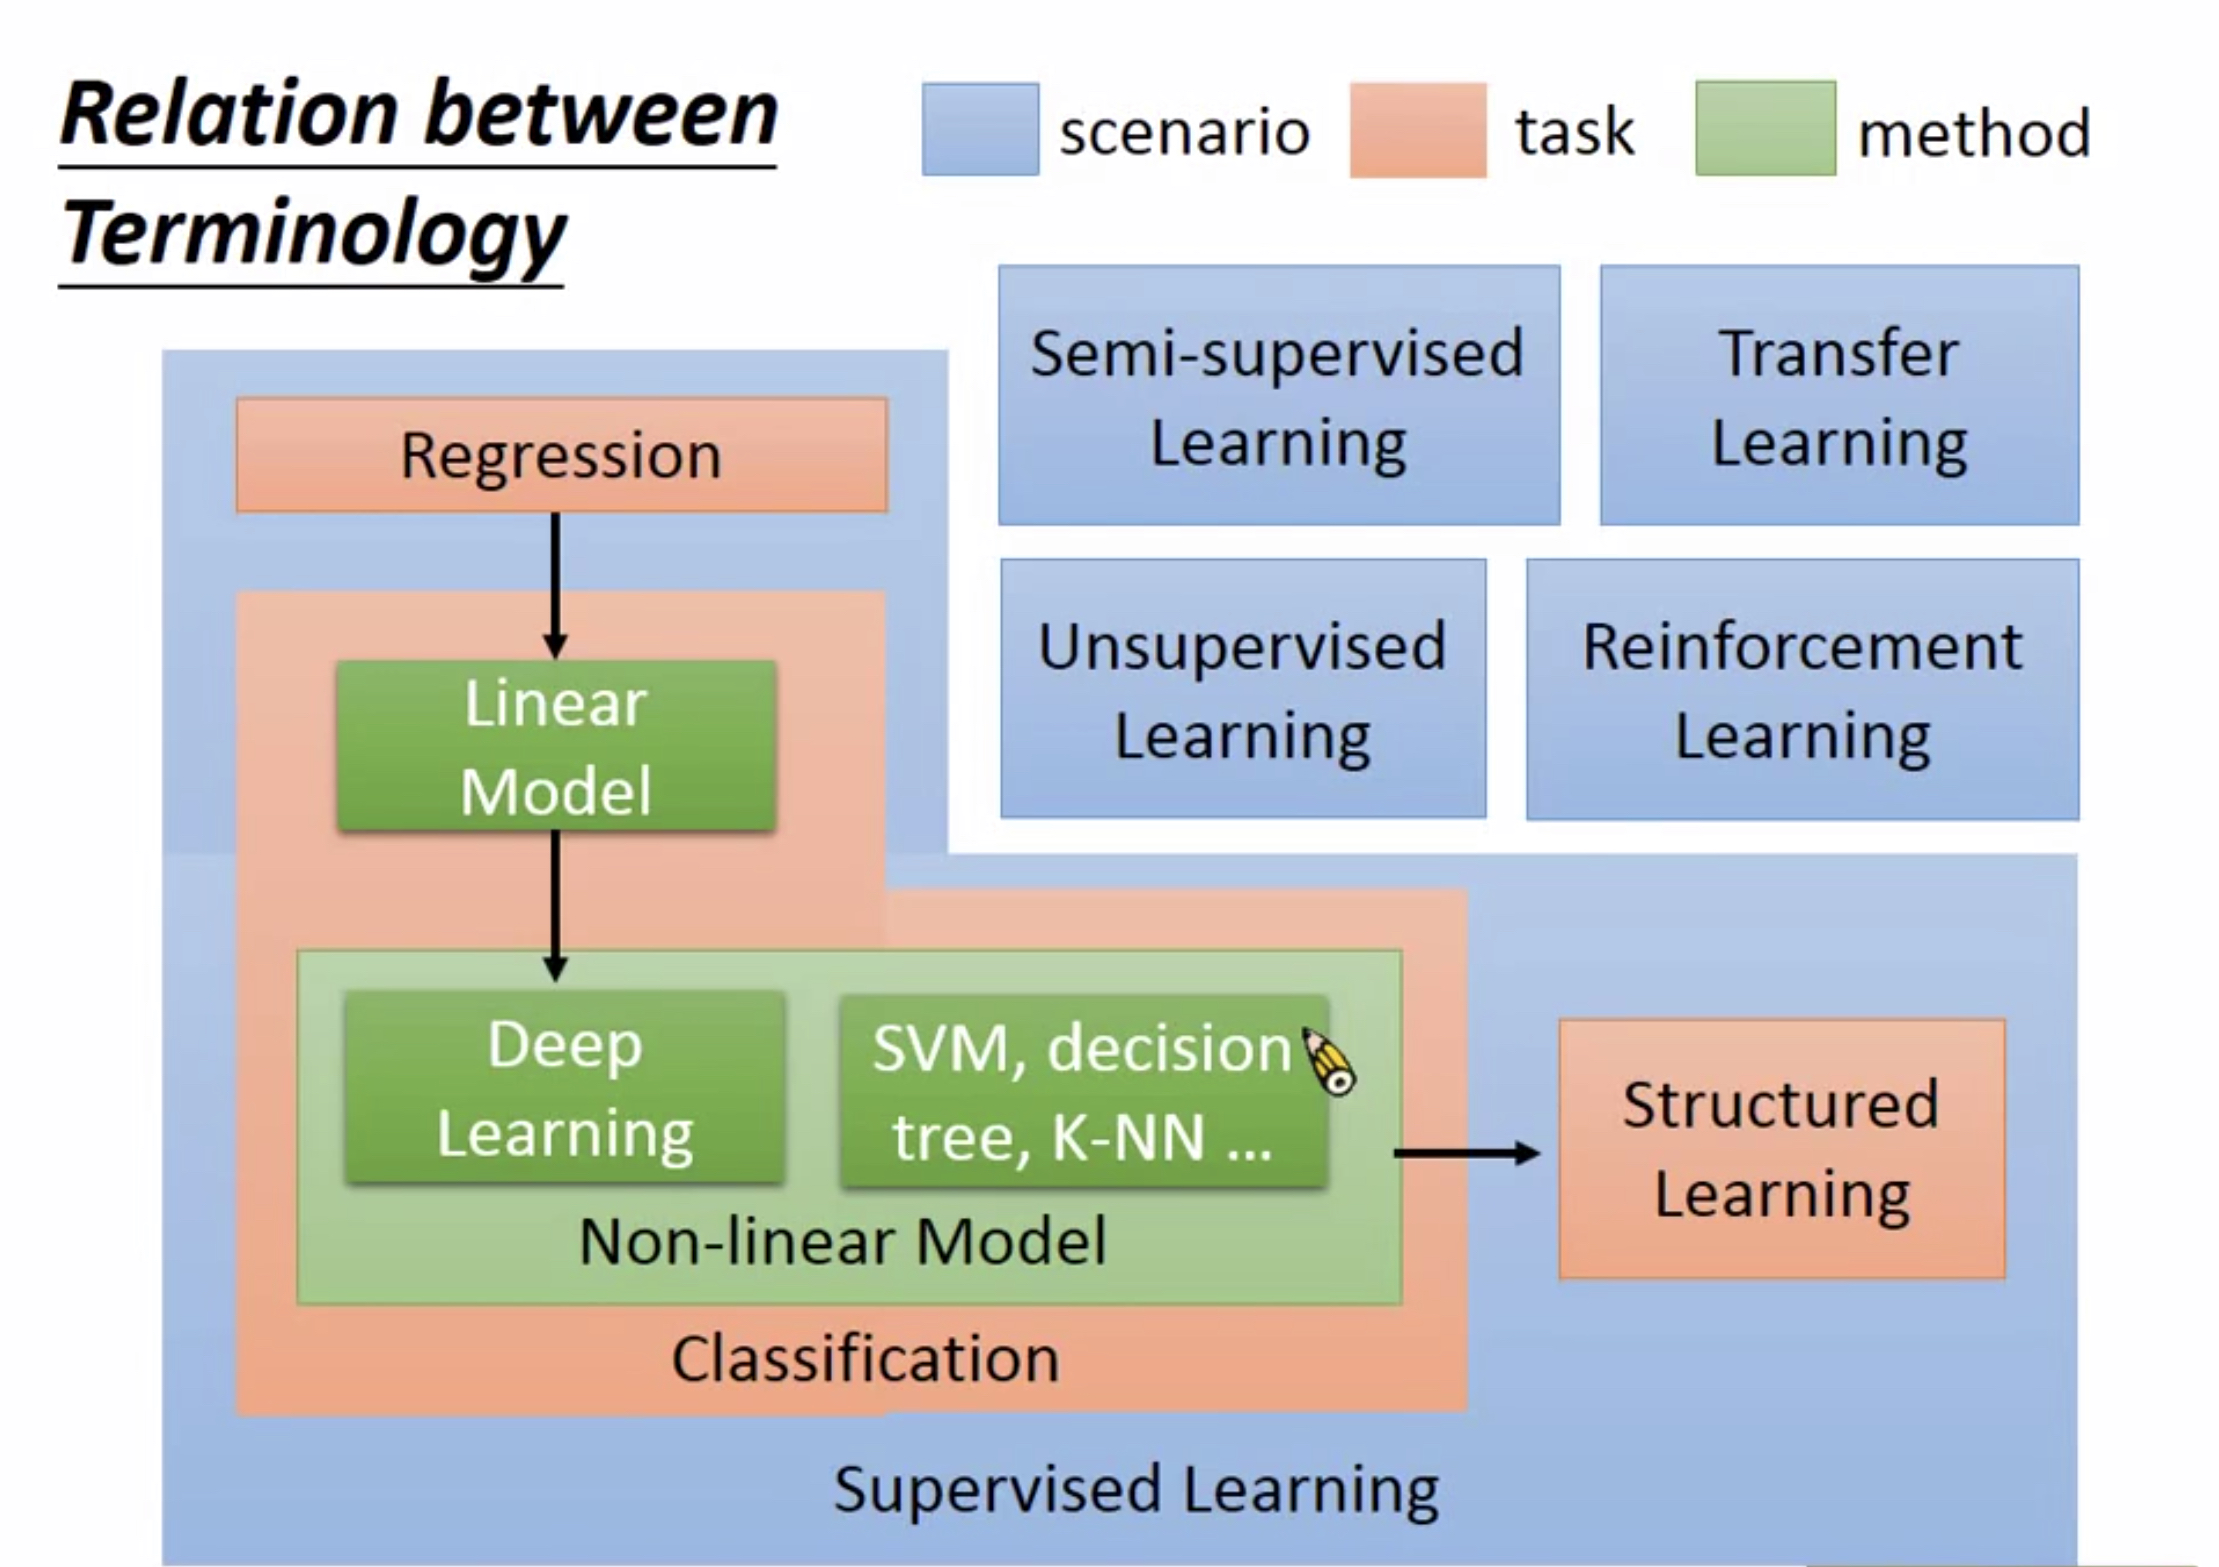 Relation between
Terminology
scenario
task
method
Semi-supervised
Learning
Transfer
Learning
Regression
Unsupervised
Learning
Reinforcement
Learning
Linear
Model
Deep
Learning
SVM, decision
tree, K-NN ...
Non-linear Model
Classification
Structured
Learning
Supervised Learning